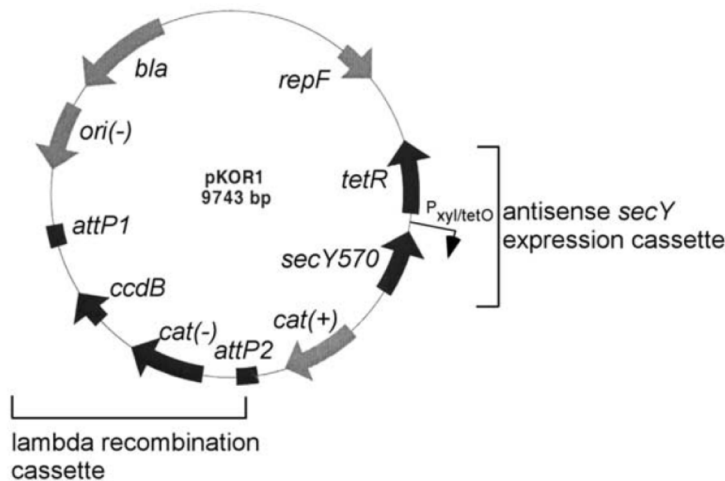 bla
repF
ori(-)
pKOR1
9743 bp
tetR
Pxyl/tetO
antisense secY
expression cassette
attP1
secY570
ccdB
cat(+)
cat(-)
attP2
lambda recombination
cassette